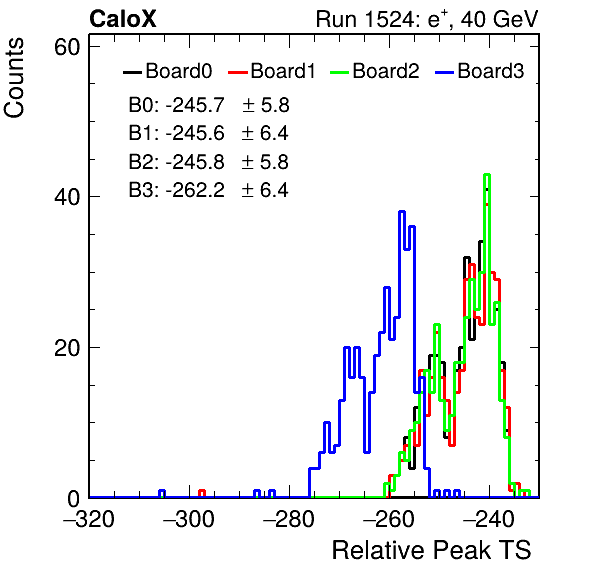 CaloX Run 1524: e⁺, 40 GeV
Counts
60
Board0 Board1 Board2 Board3
B0: -245.7 ± 5.8
B1: -245.6 ± 6.4
B2: -245.8 ± 5.8
B3: -262.2 ± 6.4
40
20
0
−320 −300 −280 −260 −240
Relative Peak TS